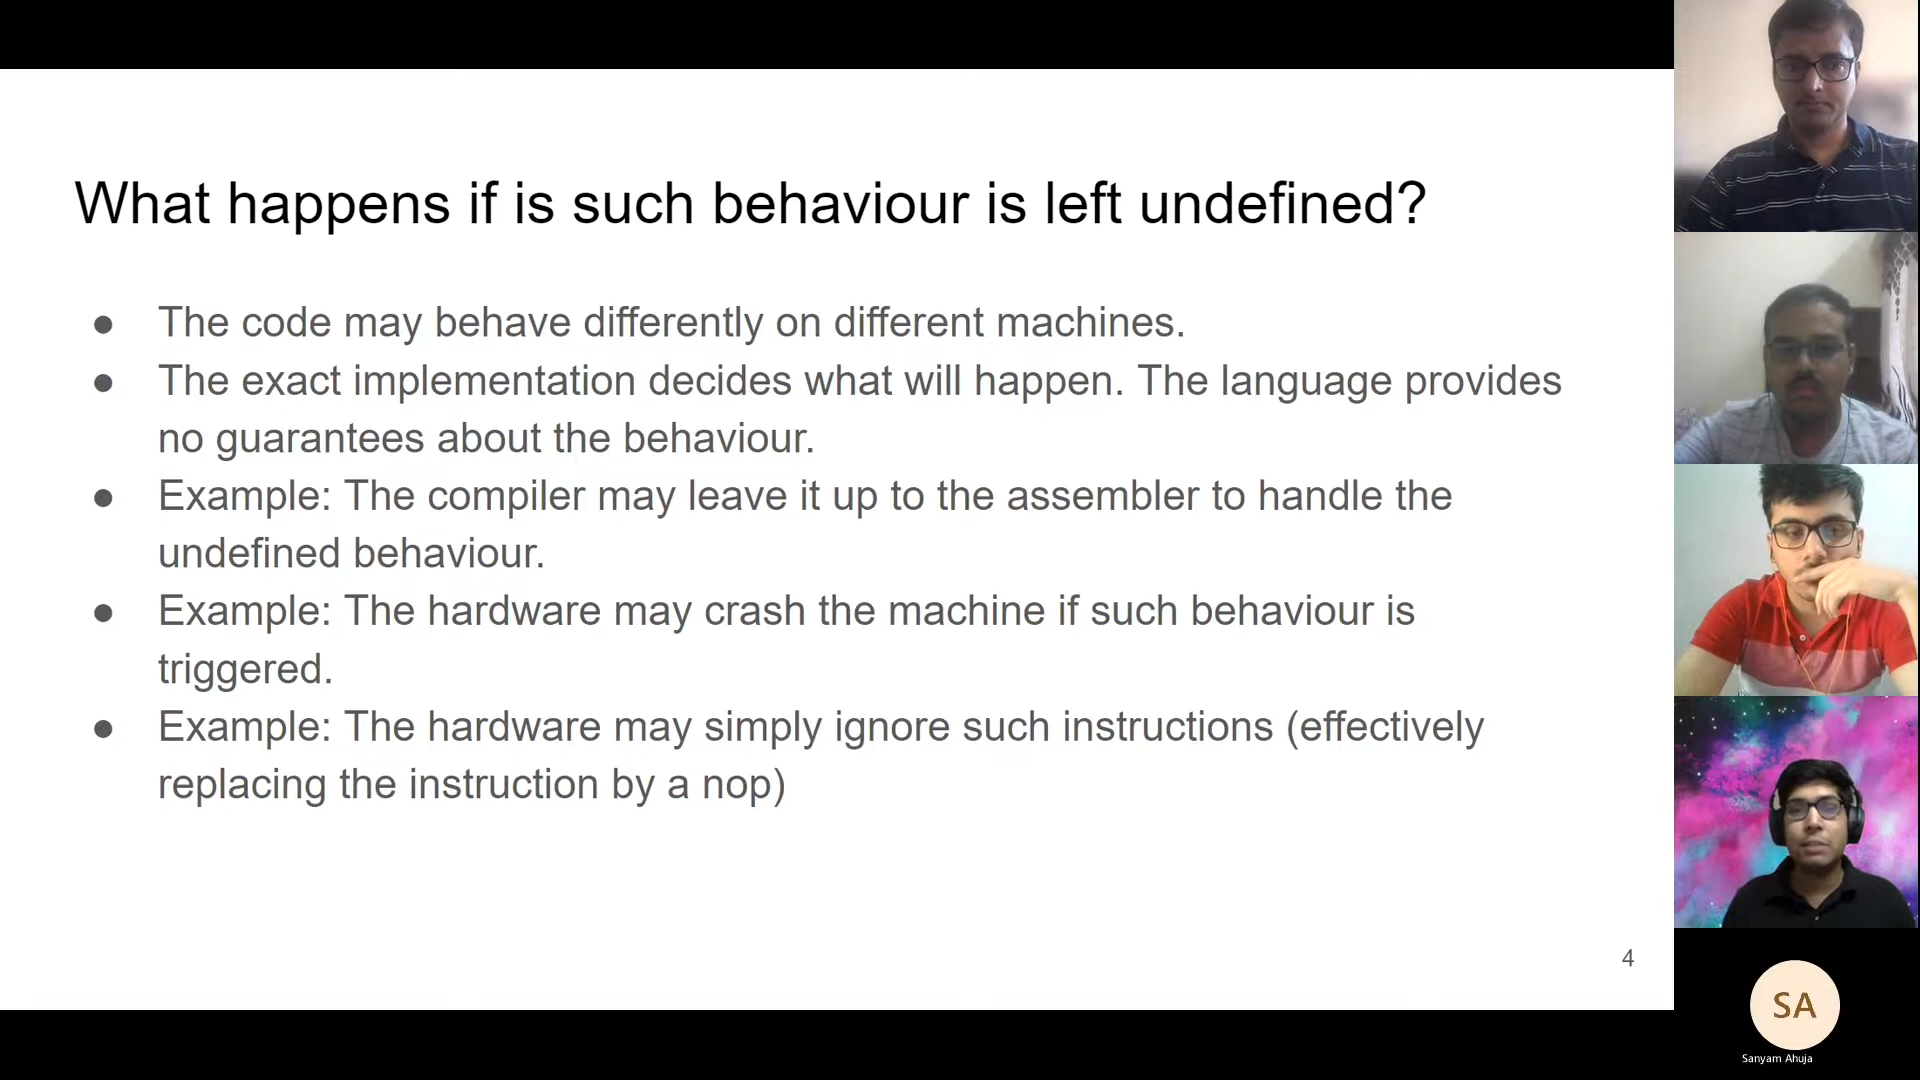 What happens if is such behaviour is left undefined?
● The code may behave differently on different machines.
● The exact implementation decides what will happen. The language provides
no guarantees about the behaviour.
● Example: The compiler may leave it up to the assembler to handle the
undefined behaviour.
● Example: The hardware may crash the machine if such behaviour is
triggered.
● Example: The hardware may simply ignore such instructions (effectively
replacing the instruction by a nop)
4
SA
Sanyam Ahuja